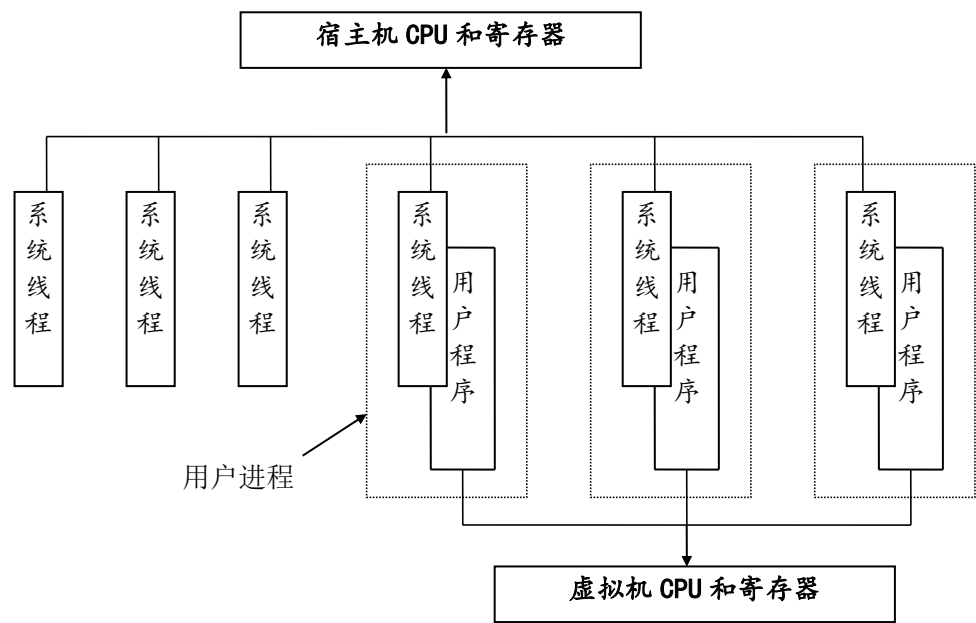 宿主机 CPU 和寄存器
系统线程
系统线程
系统线程
系统线程
用户程序
系统线程
用户程序
系统线程
用户程序
用户进程
虚拟机 CPU 和寄存器